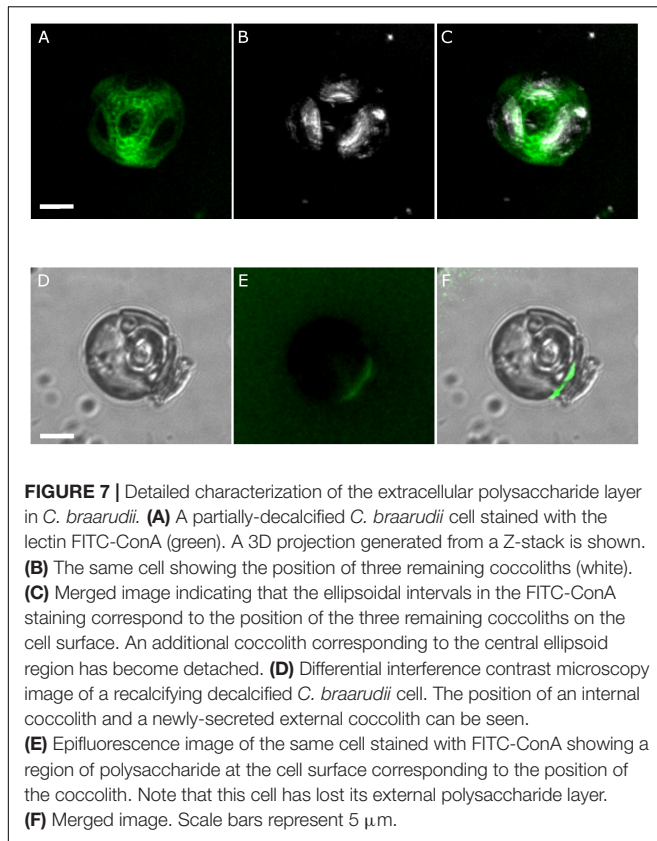 A
B
C
D
E
F
FIGURE 7 | Detailed characterization of the extracellular polysaccharide layer
in C. braarudii. (A) A partially-decalcified C. braarudii cell stained with the
lectin FITC-ConA (green). A 3D projection generated from a Z-stack is shown.
(B) The same cell showing the position of three remaining coccoliths (white).
(C) Merged image indicating that the ellipsoidal intervals in the FITC-ConA
staining correspond to the position of the three remaining coccoliths on the
cell surface. An additional coccolith corresponding to the central ellipsoid
region has become detached. (D) Differential interference contrast microscopy
image of a recalcifying decalcified C. braarudii cell. The position of an internal
coccolith and a newly-secreted external coccolith can be seen.
(E) Epifluorescence image of the same cell stained with FITC-ConA showing a
region of polysaccharide at the cell surface corresponding to the position of
the coccolith. Note that this cell has lost its external polysaccharide layer.
(F) Merged image. Scale bars represent 5 μm.